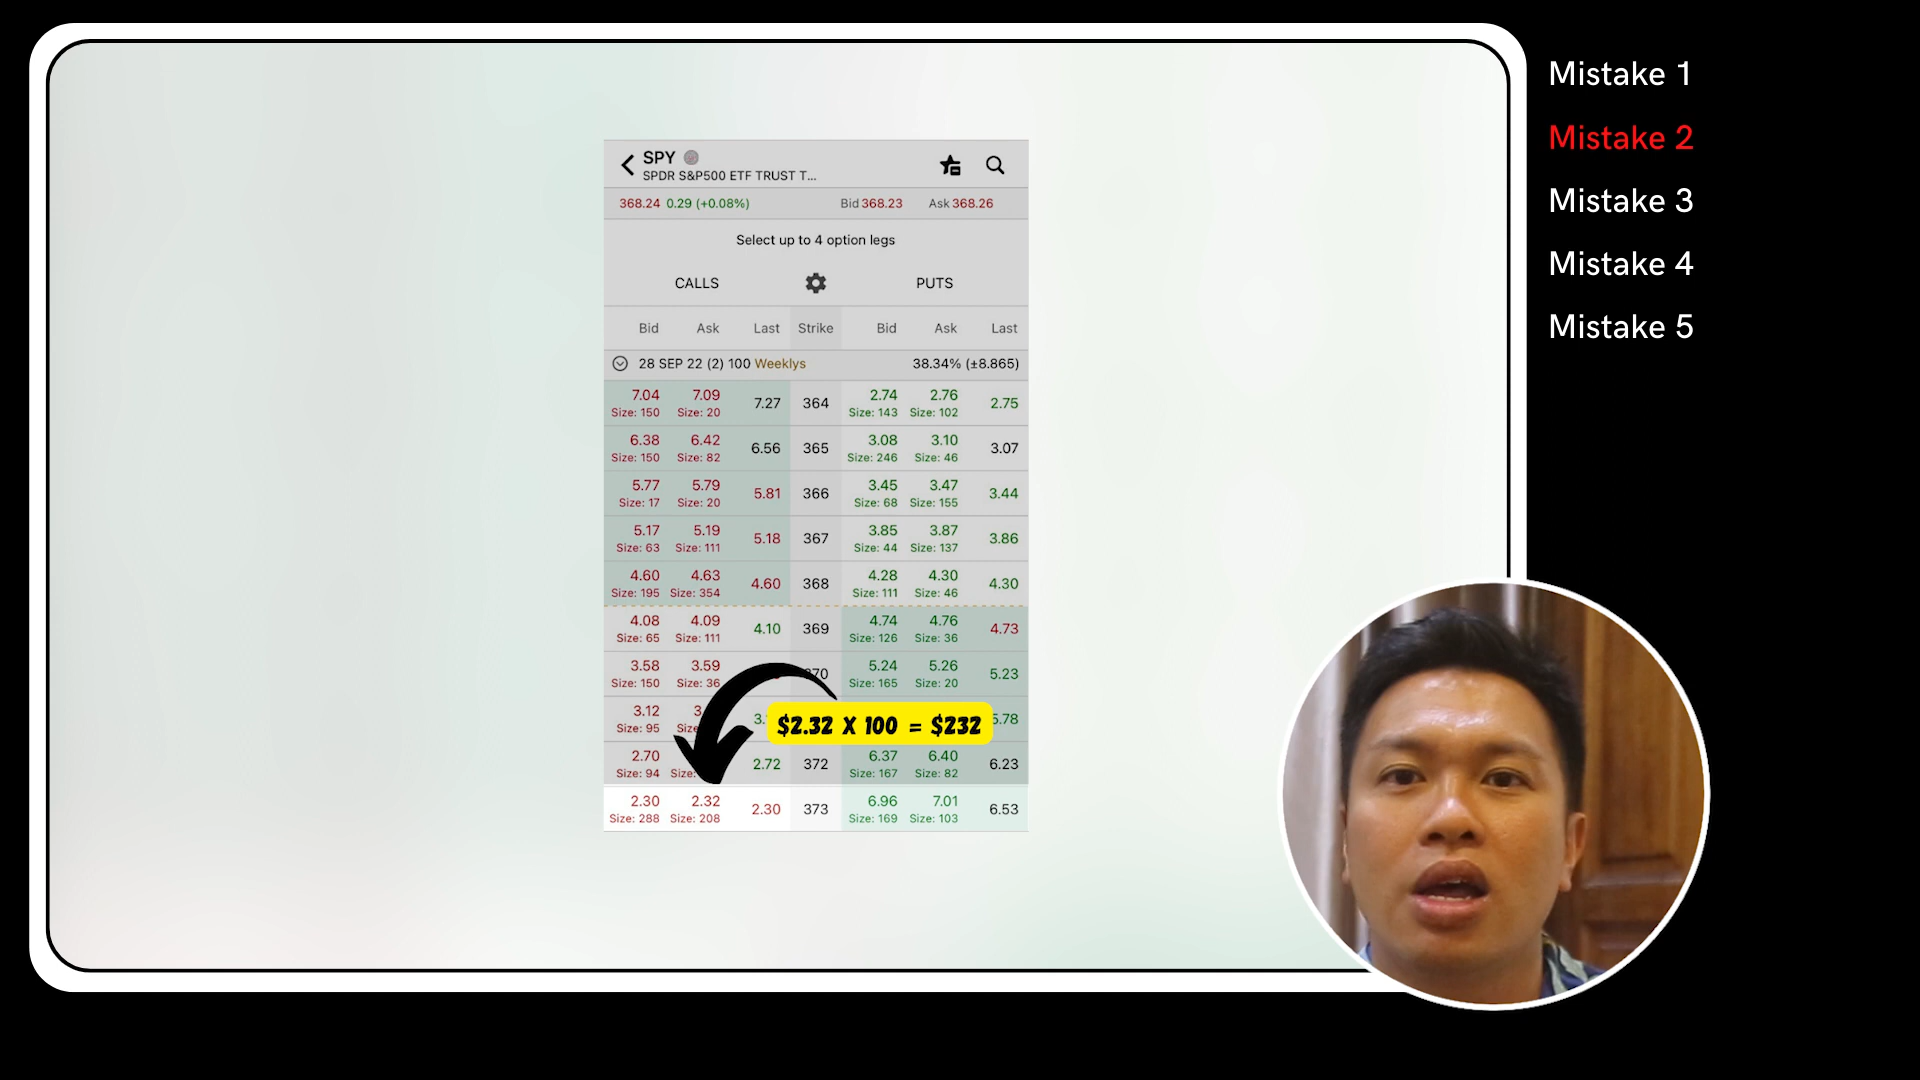 Mistake 1
Mistake 2
Mistake 3
Mistake 4
Mistake 5
SPY
SPDR S&P500 ETF TRUST T...
368.24 0.29 (+0.08%) Bid 368.23 Ask 368.26
Select up to 4 option legs
CALLS PUTS
Bid Ask Last Strike Bid Ask Last
28 SEP 22 (2) 100 Weeklys 38.34% (±8.865)
7.04 7.09 7.27 364 2.74 2.76 2.75
Size: 150 Size: 20 Size: 143 Size: 102
6.38 6.42 6.56 365 3.08 3.10 3.07
Size: 150 Size: 82 Size: 246 Size: 46
5.77 5.79 5.81 366 3.45 3.47 3.44
Size: 17 Size: 20 Size: 68 Size: 155
5.17 5.19 5.18 367 3.85 3.87 3.86
Size: 63 Size: 111 Size: 44 Size: 137
4.60 4.63 4.60 368 4.28 4.30 4.30
Size: 195 Size: 354 Size: 111 Size: 46
4.08 4.09 4.10 369 4.74 4.76 4.73
Size: 65 Size: 111 Size: 126 Size: 36
3.58 3.59 5.24 5.26 5.23
Size: 150 Size: 36 Size: 165 Size: 20
3.12
Size: 95
$2.32 X 100 = $232
2.70 2.72 372 6.37 6.40 6.23
Size: 94 Size: Size: 167 Size: 82
2.30 2.32 2.30 373 6.96 7.01 6.53
Size: 288 Size: 208 Size: 169 Size: 103